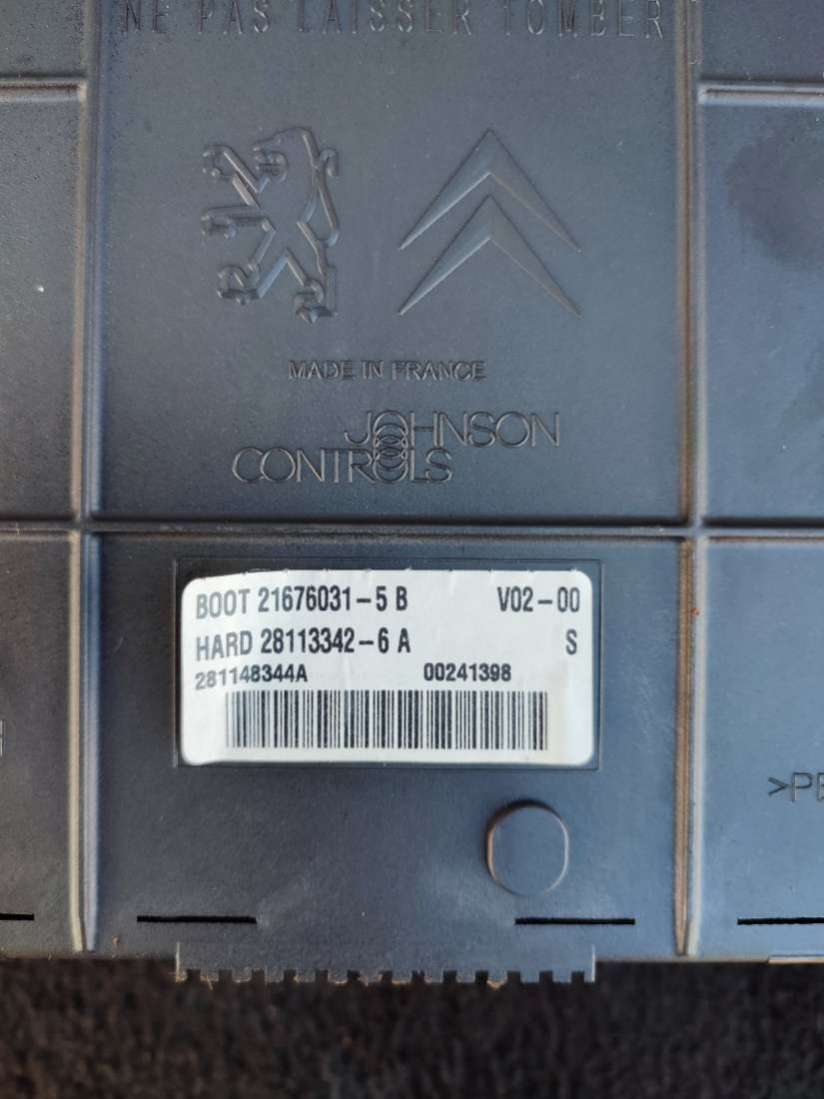 NE PAS LAISSER TOMBER
MADE IN FRANCE
JOHNSON
CONTROLS
BOOT 21676031-5 B V02-00
HARD 28113342-6 A S
281148344A 00241398